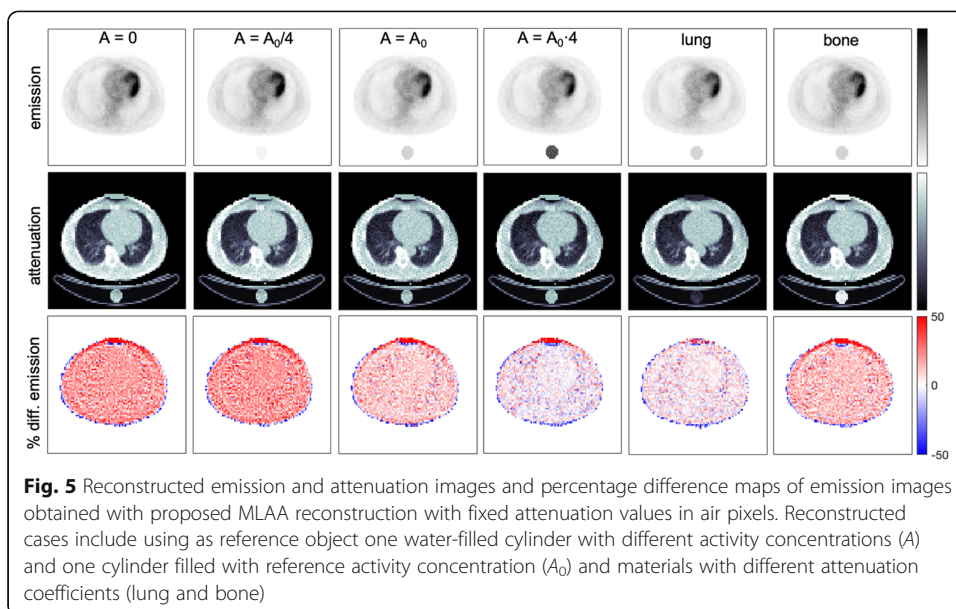 A = 0 A = A₀/4 A = A₀ A = A₀·4 lung bone
emission
attenuation
% diff. emission
50
0
-50
Fig. 5 Reconstructed emission and attenuation images and percentage difference maps of emission images
obtained with proposed MLAA reconstruction with fixed attenuation values in air pixels. Reconstructed
cases include using as reference object one water-filled cylinder with different activity concentrations (A)
and one cylinder filled with reference activity concentration (A₀) and materials with different attenuation
coefficients (lung and bone)